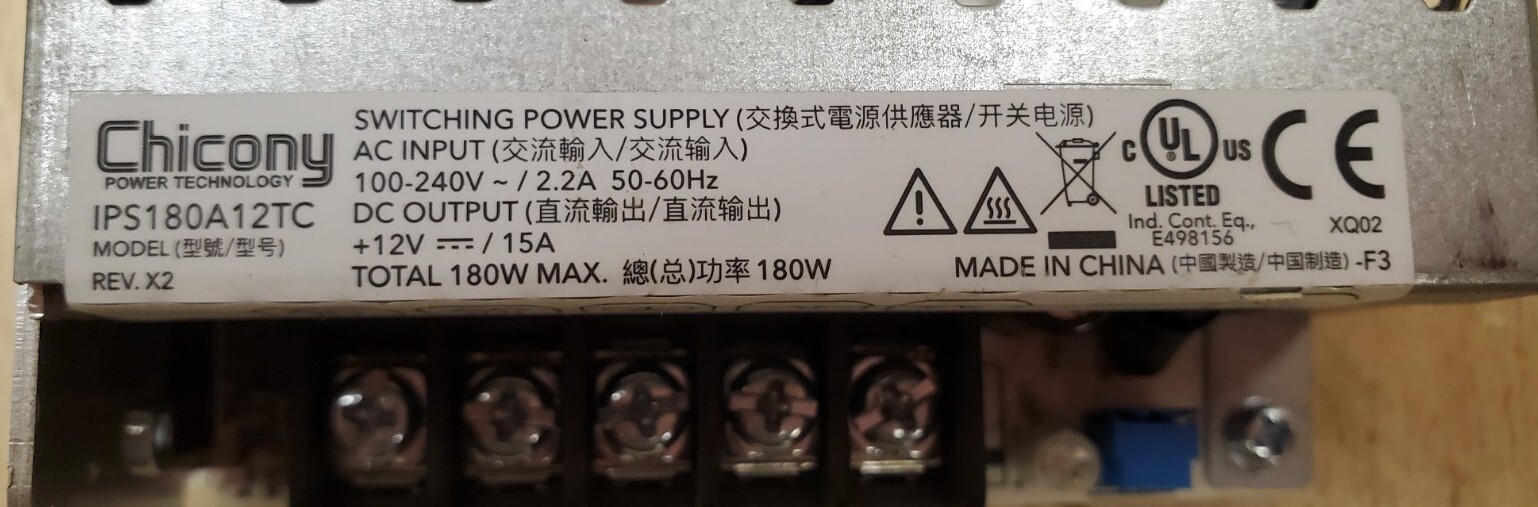 Chicony
POWER TECHNOLOGY
IPS180A12TC
MODEL (型號/型号)
REV. X2
SWITCHING POWER SUPPLY (交換式電源供應器/开关电源)
AC INPUT (交流輸入/交流输入)
100-240V ~ / 2.2A 50-60Hz
DC OUTPUT (直流輸出/直流输出)
+12V ⎓ / 15A
TOTAL 180W MAX. 總(总)功率 180W
C UL US
LISTED
Ind. Cont. Eq.,
E498156
CE
XQ02
MADE IN CHINA (中國製造/中国制造) -F3